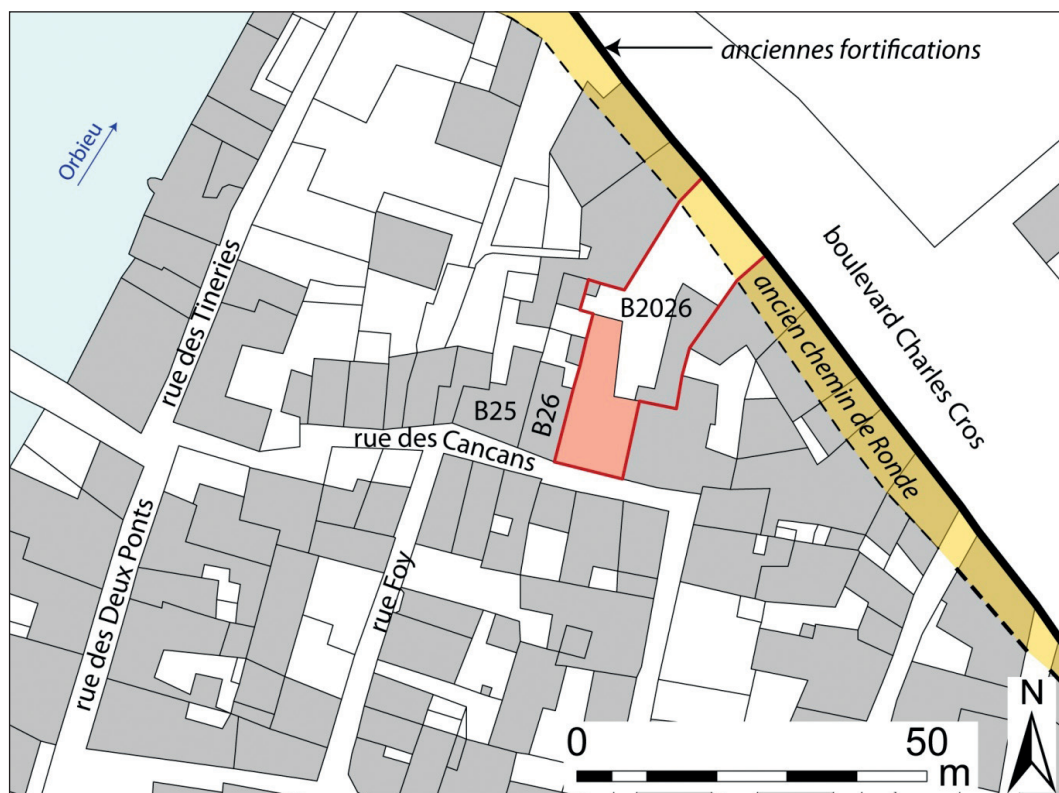 anciennes fortifications
Orbieu
boulevard Charles Cros
rue des Tineries
B2026
ancien chemin de Ronde
B25
B26
rue des Cancans
rue des Deux Ponts
rue Foy
N
0 50
m